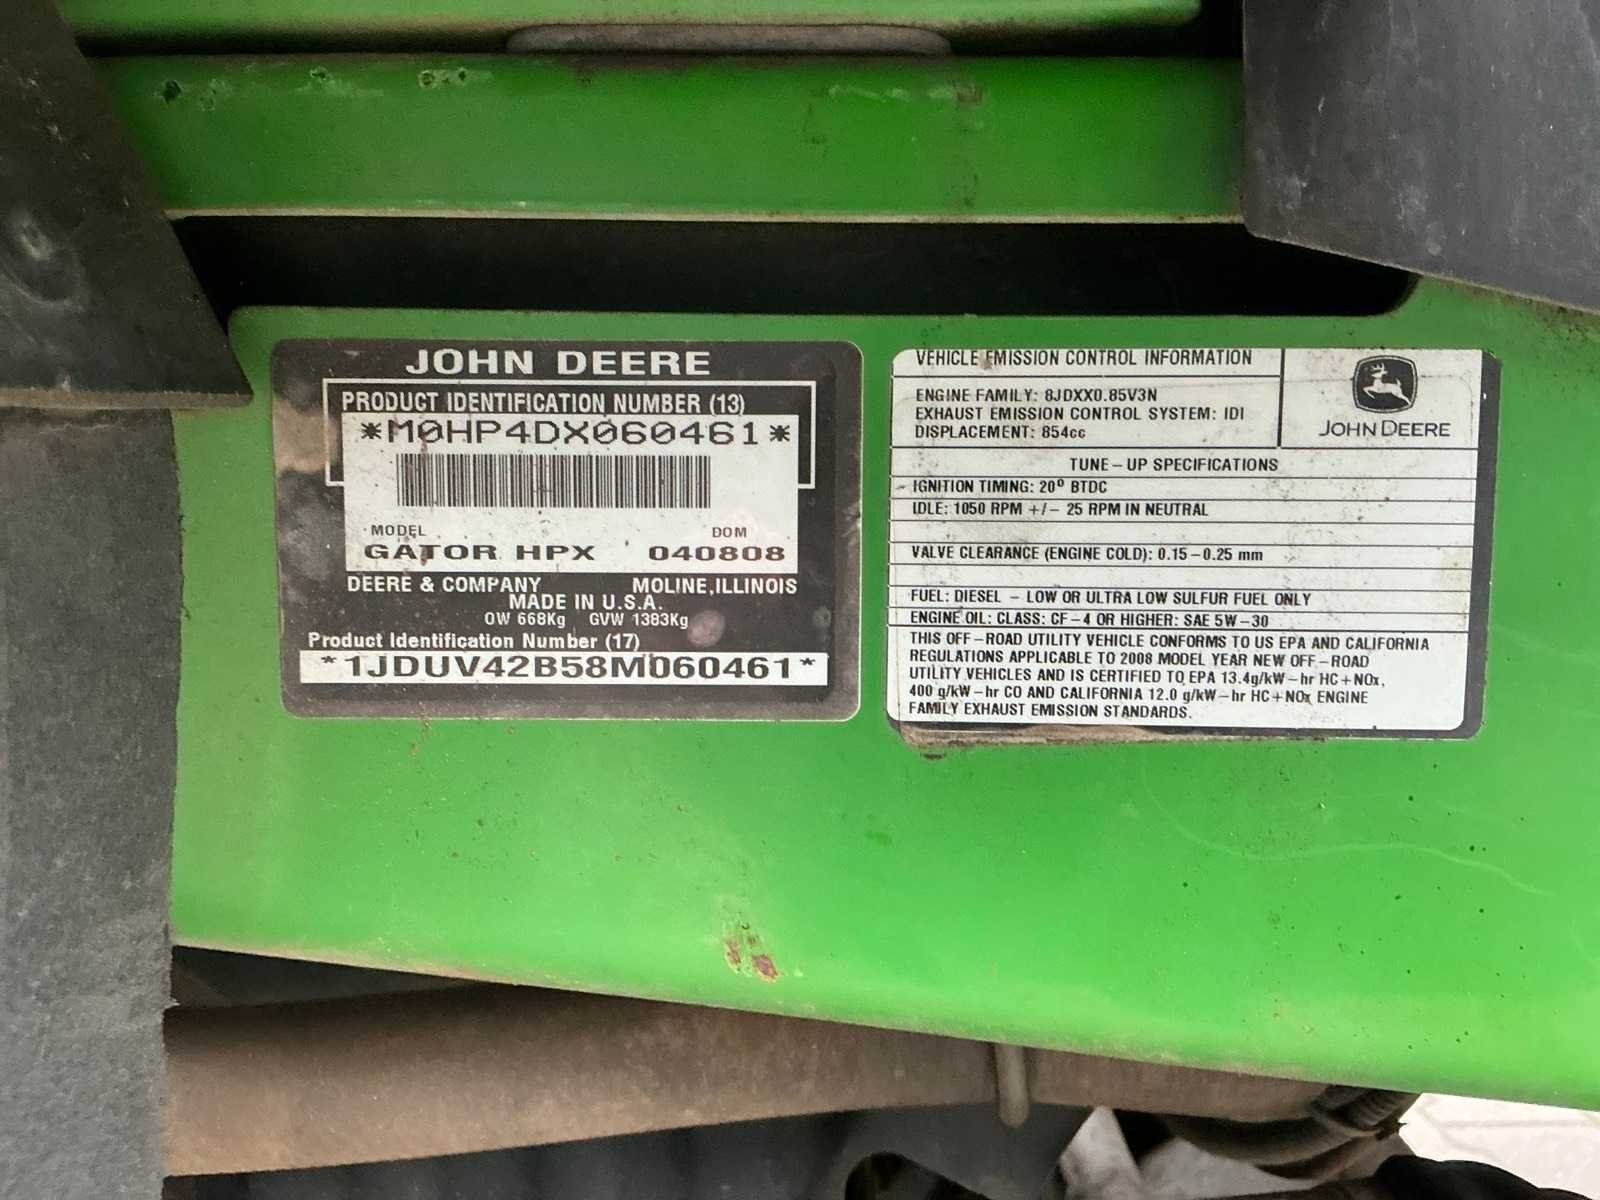 JOHN DEERE
PRODUCT IDENTIFICATION NUMBER (13)
*M0HP4DX060461*
MODEL DOM
GATOR HPX 040808
DEERE & COMPANY MOLINE, ILLINOIS
MADE IN U.S.A.
OW 668Kg GVW 1383Kg
Product Identification Number (17)
*1JDUV42B58M060461*
VEHICLE EMISSION CONTROL INFORMATION
ENGINE FAMILY: 8JDXX0.85V3N
EXHAUST EMISSION CONTROL SYSTEM: IDI
DISPLACEMENT: 854cc
JOHN DEERE
TUNE-UP SPECIFICATIONS
IGNITION TIMING: 20° BTDC
IDLE: 1050 RPM +/- 25 RPM IN NEUTRAL
VALVE CLEARANCE (ENGINE COLD): 0.15-0.25 mm
FUEL: DIESEL - LOW OR ULTRA LOW SULFUR FUEL ONLY
ENGINE OIL: CLASS: CF-4 OR HIGHER: SAE 5W-30
THIS OFF-ROAD UTILITY VEHICLE CONFORMS TO US EPA AND CALIFORNIA
REGULATIONS APPLICABLE TO 2008 MODEL YEAR NEW OFF-ROAD
UTILITY VEHICLES AND IS CERTIFIED TO EPA 13.4g/kW-hr HC+NOx,
400 g/kW-hr CO AND CALIFORNIA 12.0 g/kW-hr HC+NOx ENGINE
FAMILY EXHAUST EMISSION STANDARDS.